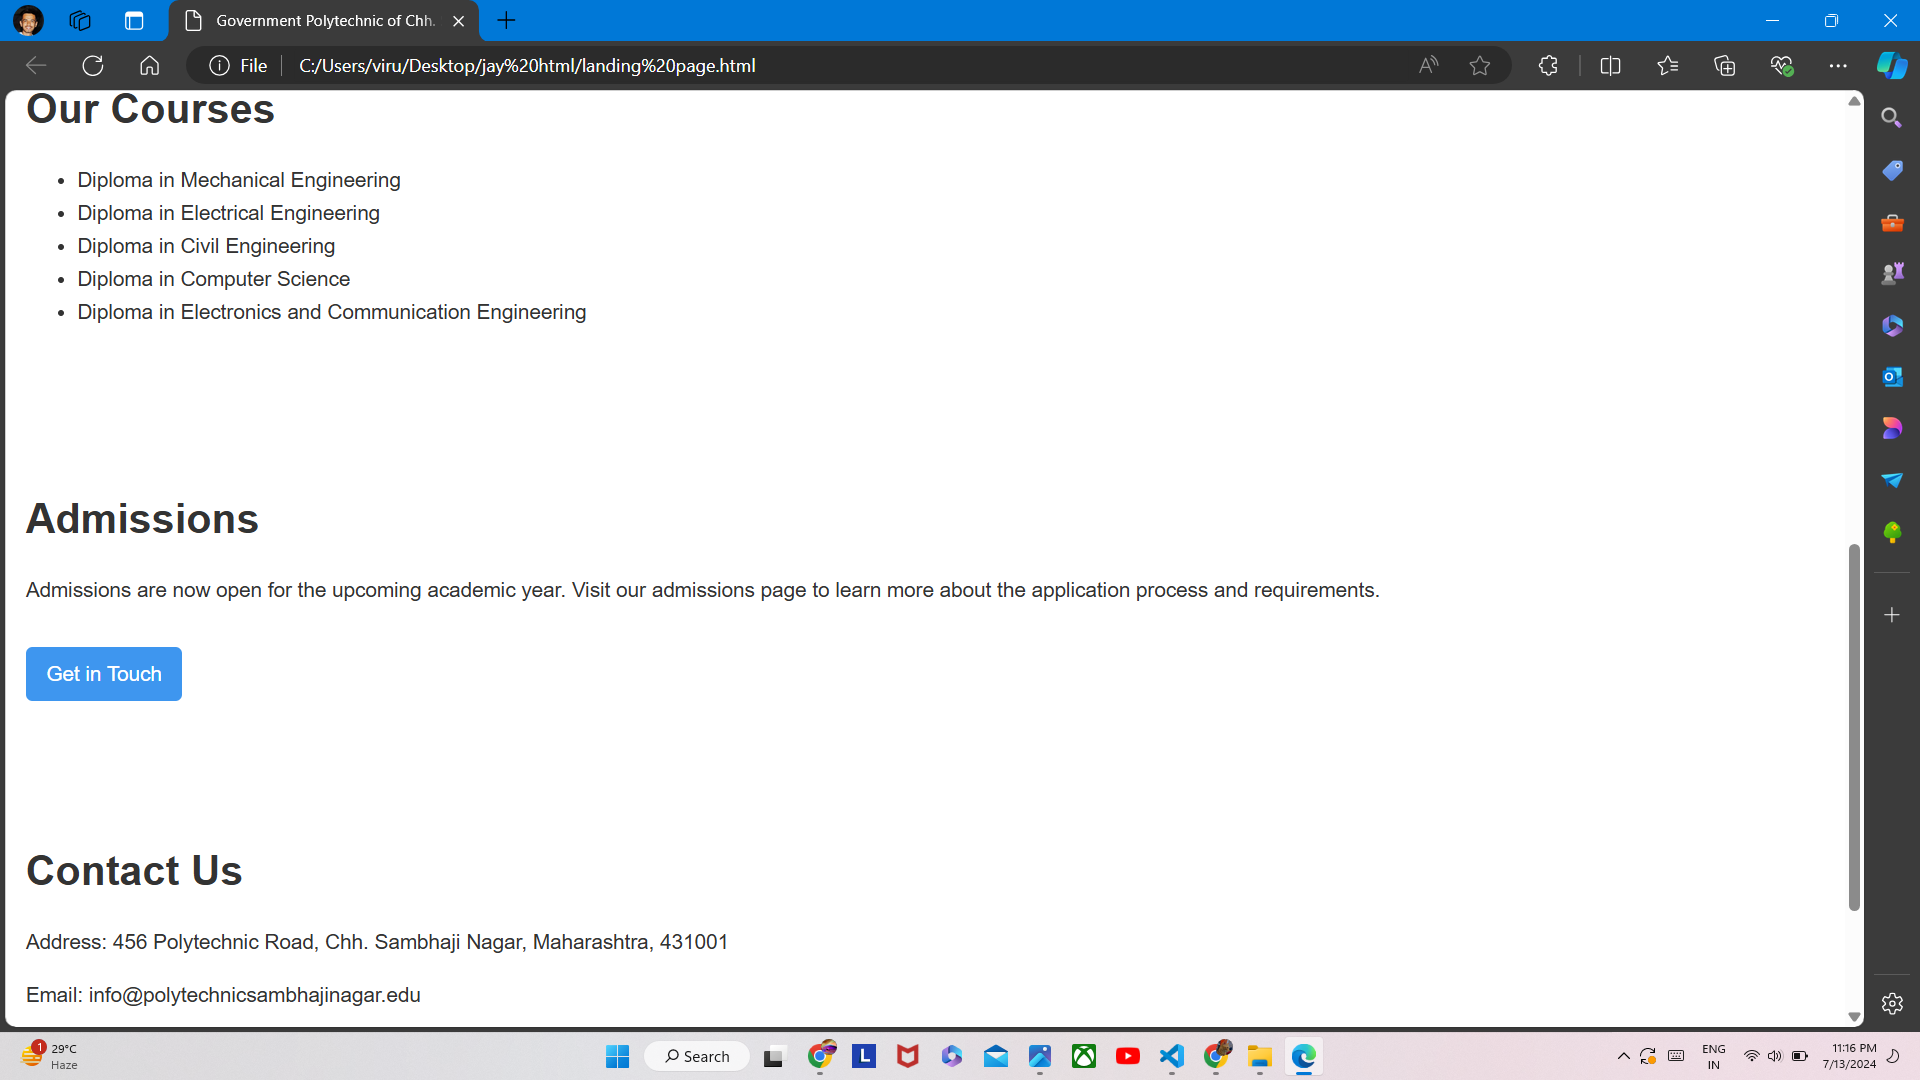 Government Polytechnic of Chh.
File
C:/Users/viru/Desktop/jay%20html/landing%20page.html
Our Courses
• Diploma in Mechanical Engineering
• Diploma in Electrical Engineering
• Diploma in Civil Engineering
• Diploma in Computer Science
• Diploma in Electronics and Communication Engineering
Admissions
Admissions are now open for the upcoming academic year. Visit our admissions page to learn more about the application process and requirements.
Get in Touch
Contact Us
Address: 456 Polytechnic Road, Chh. Sambhaji Nagar, Maharashtra, 431001
Email: info@polytechnicsambhajinagar.edu
1
29°C
Haze
Search
L
ENG
IN
11:16 PM
7/13/2024